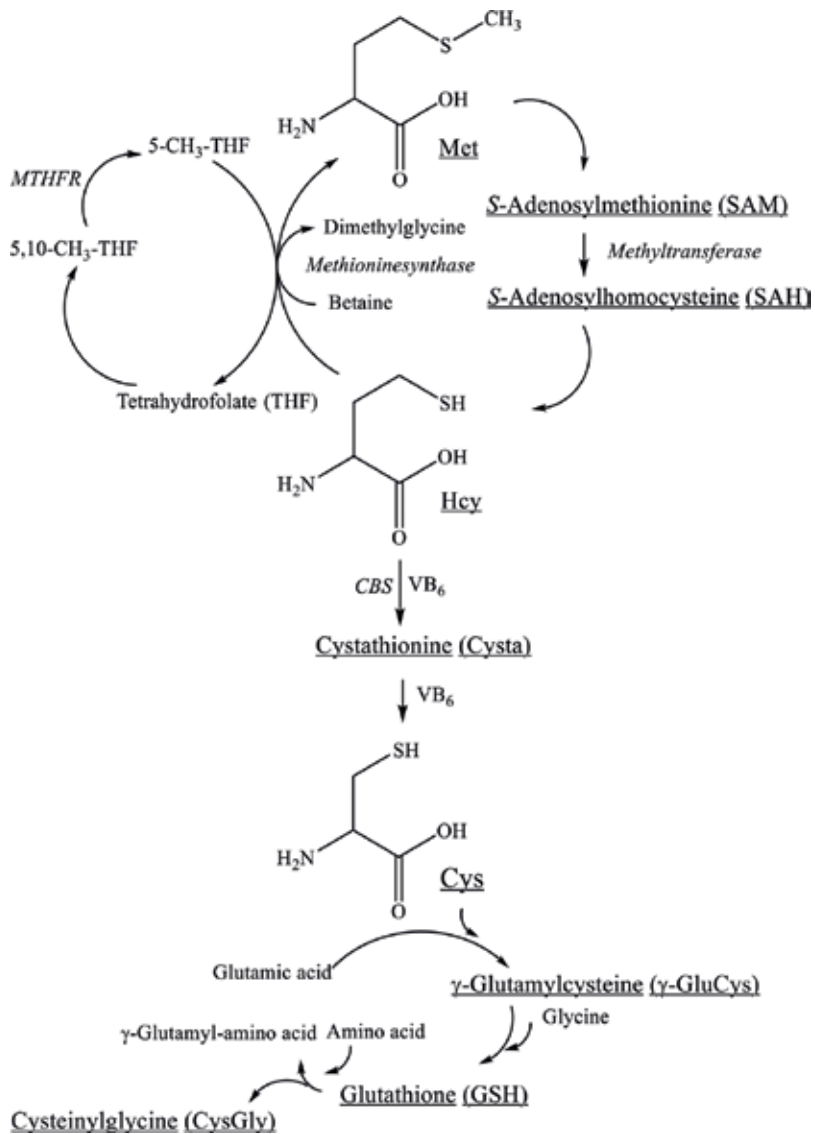 CH₃
S
OH
H₂N
O
Met
5-CH₃-THF
MTHFR
5,10-CH₃-THF
Dimethylglycine
Methioninesynthase
Betaine
Tetrahydrofolate (THF)
S-Adenosylmethionine (SAM)
Methyltransferase
S-Adenosylhomocysteine (SAH)
SH
OH
H₂N
O
Hcy
CBS VB₆
Cystathionine (Cysta)
VB₆
SH
OH
H₂N
O
Cys
Glutamic acid
γ-Glutamylcysteine (γ-GluCys)
Glycine
γ-Glutamyl-amino acid Amino acid
Glutathione (GSH)
Cysteinylglycine (CysGly)